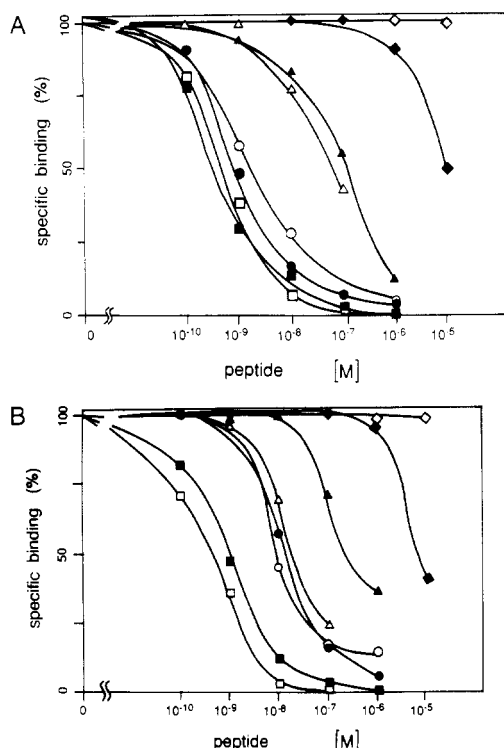 A
100
50
0
specific binding (%)
0 10⁻¹⁰ 10⁻⁹ 10⁻⁸ 10⁻⁷ 10⁻⁶ 10⁻⁵
peptide [M]
B
100
50
0
specific binding (%)
0 10⁻¹⁰ 10⁻⁹ 10⁻⁸ 10⁻⁷ 10⁻⁶ 10⁻⁵
peptide [M]